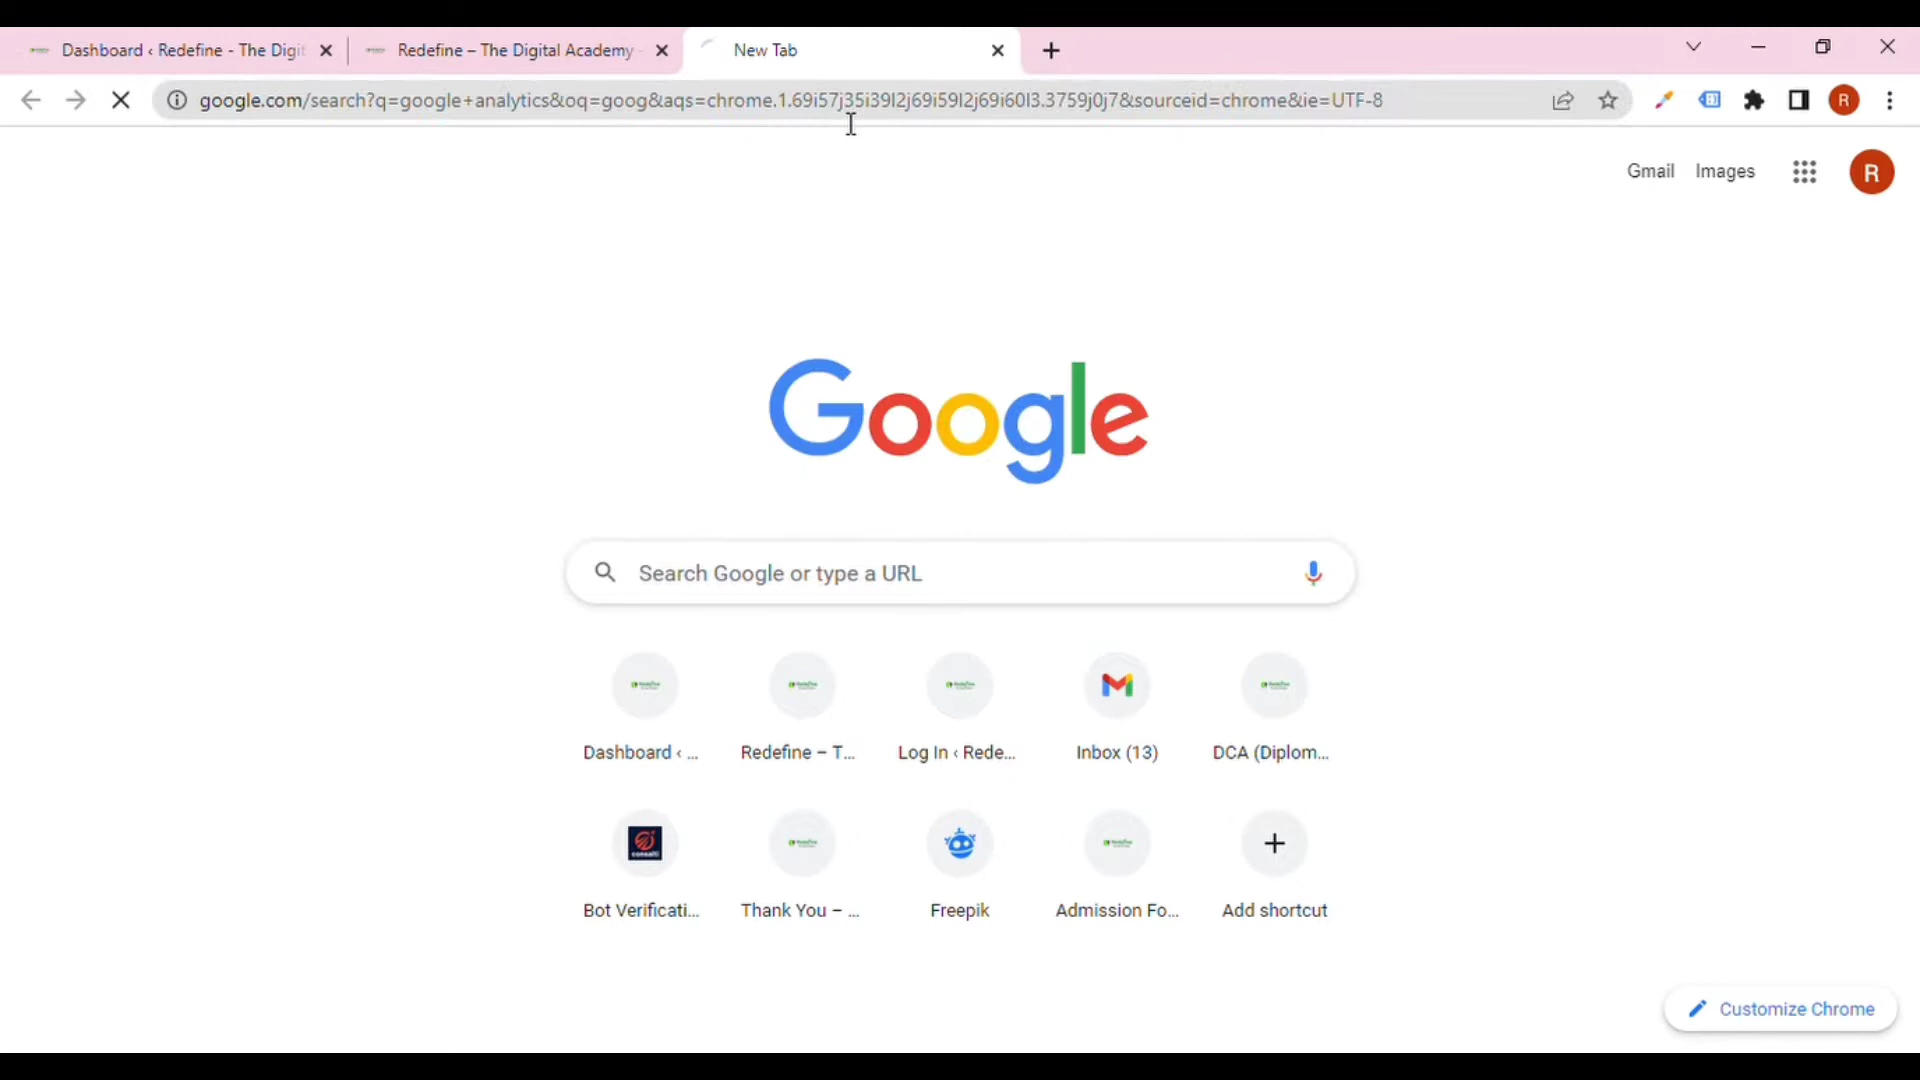 Dashboard ‹ Redefine - The Digit
Redefine – The Digital Academy
New Tab
google.com/search?q=google+analytics&oq=goog&aqs=chrome.1.69i57j35i39l2j69i59l2j69i60l3.3759j0j7&sourceid=chrome&ie=UTF-8
R
Gmail Images
R
Google
Search Google or type a URL
Dashboard ‹ ...
Redefine – T...
Log In ‹ Rede...
Inbox (13)
DCA (Diplom...
consalti
Bot Verificati...
Thank You – ...
Freepik
Admission Fo...
Add shortcut
Customize Chrome